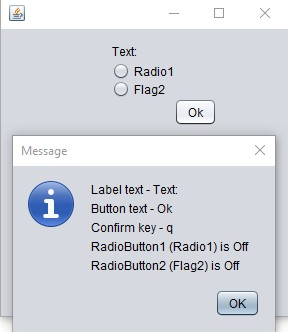 Text:
Radio1
Flag2
Ok
Message
Label text - Text:
Button text - Ok
Confirm key - q
RadioButton1 (Radio1) is Off
RadioButton2 (Flag2) is Off
OK